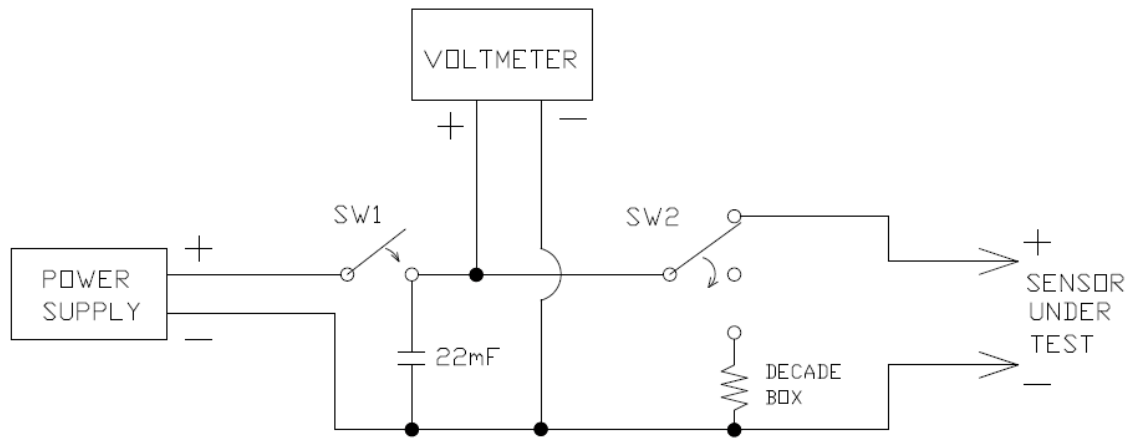 VOLTMETER
+
—
SW1
SW2
+
POWER
SUPPLY
—
22mF
DECADE
BOX
+
SENSOR
UNDER
TEST
—